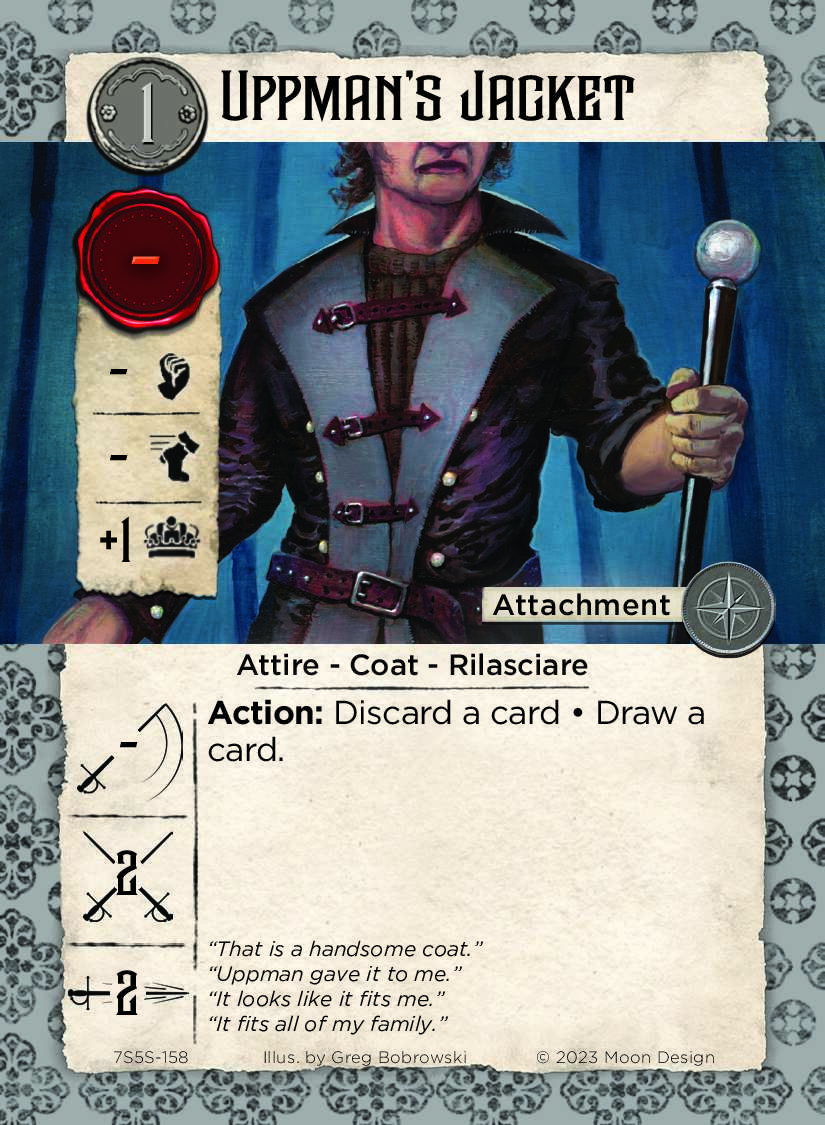 1
UPPMAN'S JACKET
-
-
-
+1
Attachment
Attire - Coat - Rilasciare
-
2
2
Action: Discard a card • Draw a
card.
“That is a handsome coat.”
“Uppman gave it to me.”
“It looks like it fits me.”
“It fits all of my family.”
7S5S-158 Illus. by Greg Bobrowski © 2023 Moon Design